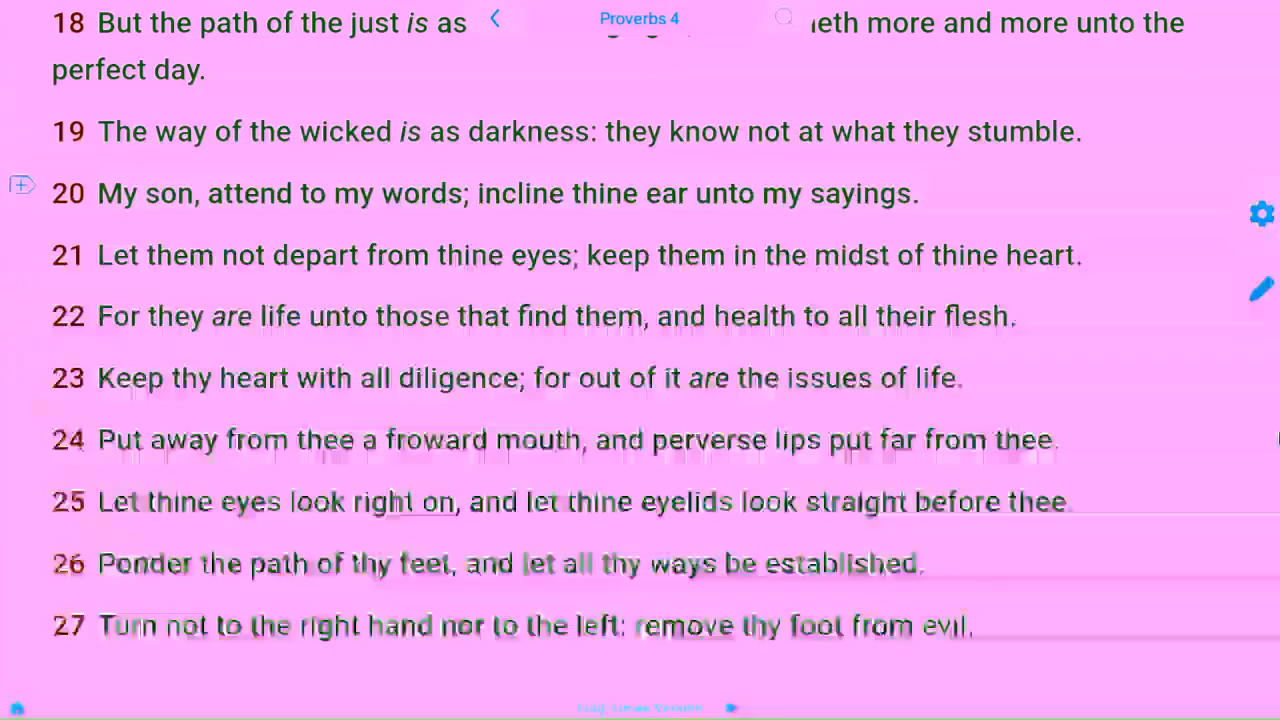 Proverbs 4
18 But the path of the just is as eth more and more unto the
perfect day.
19 The way of the wicked is as darkness: they know not at what they stumble.
20 My son, attend to my words; incline thine ear unto my sayings.
21 Let them not depart from thine eyes; keep them in the midst of thine heart.
22 For they are life unto those that find them, and health to all their flesh.
23 Keep thy heart with all diligence; for out of it are the issues of life.
24 Put away from thee a froward mouth, and perverse lips put far from thee.
25 Let thine eyes look right on, and let thine eyelids look straight before thee.
26 Ponder the path of thy feet, and let all thy ways be established.
27 Turn not to the right hand nor to the left: remove thy foot from evil.
King James Version